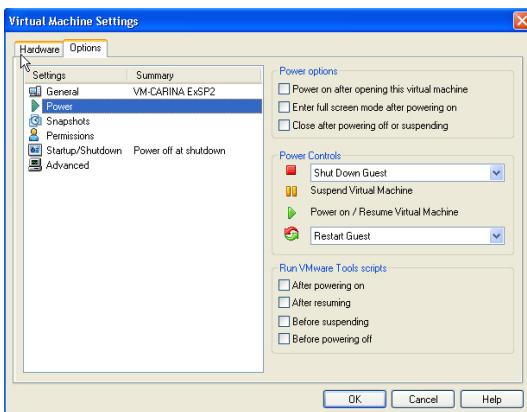 Virtual Machine Settings
Hardware Options
Settings Summary
General VM-CARINA ExSP2
Power
Snapshots
Permissions
Startup/Shutdown Power off at shutdown
Advanced
Power options
Power on after opening this virtual machine
Enter full screen mode after powering on
Close after powering off or suspending
Power Controls
Shut Down Guest
Suspend Virtual Machine
Power on / Resume Virtual Machine
Restart Guest
Run VMware Tools scripts
After powering on
After resuming
Before suspending
Before powering off
OK Cancel Help